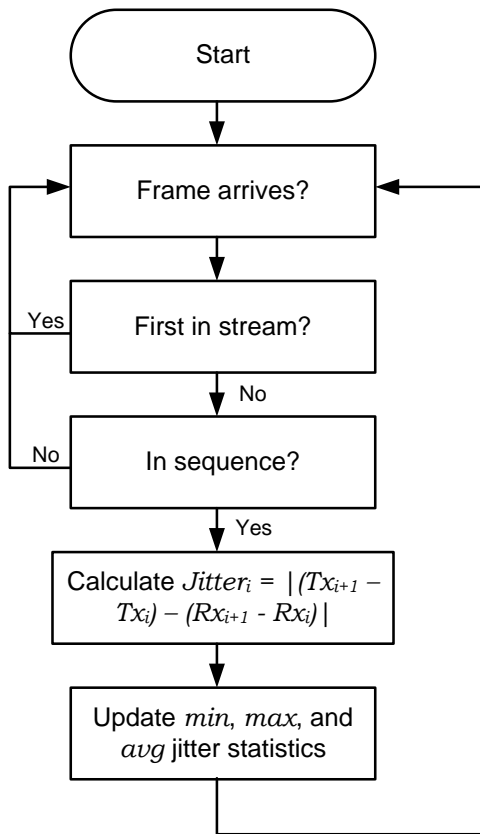 Start
Frame arrives?
Yes
First in stream?
No
No
In sequence?
Yes
Calculate Jitterᵢ = |(Txᵢ₊₁ –
Txᵢ) – (Rxᵢ₊₁ - Rxᵢ)|
Update min, max, and
avg jitter statistics